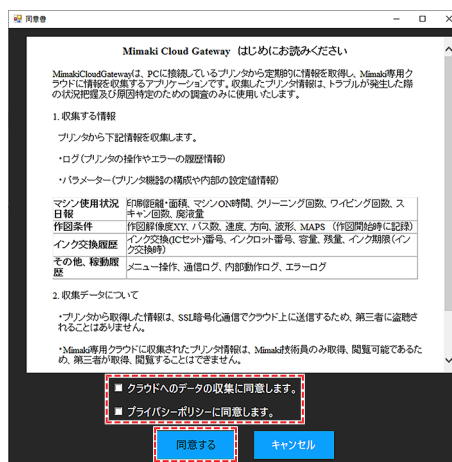 同意書
Mimaki Cloud Gateway はじめにお読みください
MimakiCloudGatewayは、PCに接続しているプリンタから定期的に情報を取得し、Mimaki専用ク
ラウドに情報を収集するアプリケーションです。収集したプリンタ情報は、トラブルが発生した際
の状況把握及び原因特定のための調査のみに使用いたします。
1. 収集する情報
プリンタから下記情報を収集します。
・ログ(プリンタの操作やエラーの履歴情報)
・パラメーター(プリンタ機器の構成や内部の設定値情報)
マシン使用状況 印刷距離・面積、マシンON時間、クリーニング回数、ワイピング回数、ス
日報 キャン回数、廃液量
作図条件 作図解像度XY、パス数、速度、方向、波形、MAPS (作図開始時に記録)
インク交換履歴 インク交換(ICセット)番号、インクロット番号、容量、残量、インク期限(イン
ク交換時)
その他、稼動履 メニュー操作、通信ログ、内部動作ログ、エラーログ
歴
2. 収集データについて
・プリンタから取得した情報は、SSL暗号化通信でクラウド上に送信するため、第三者に盗聴さ
れることはありません。
・Mimaki専用クラウドに収集されたプリンタ情報は、Mimaki技術員のみ取得、閲覧可能であるた
め、第三者が取得、閲覧することはできません。
クラウドへのデータの収集に同意します。
プライバシーポリシーに同意します。
同意する
キャンセル